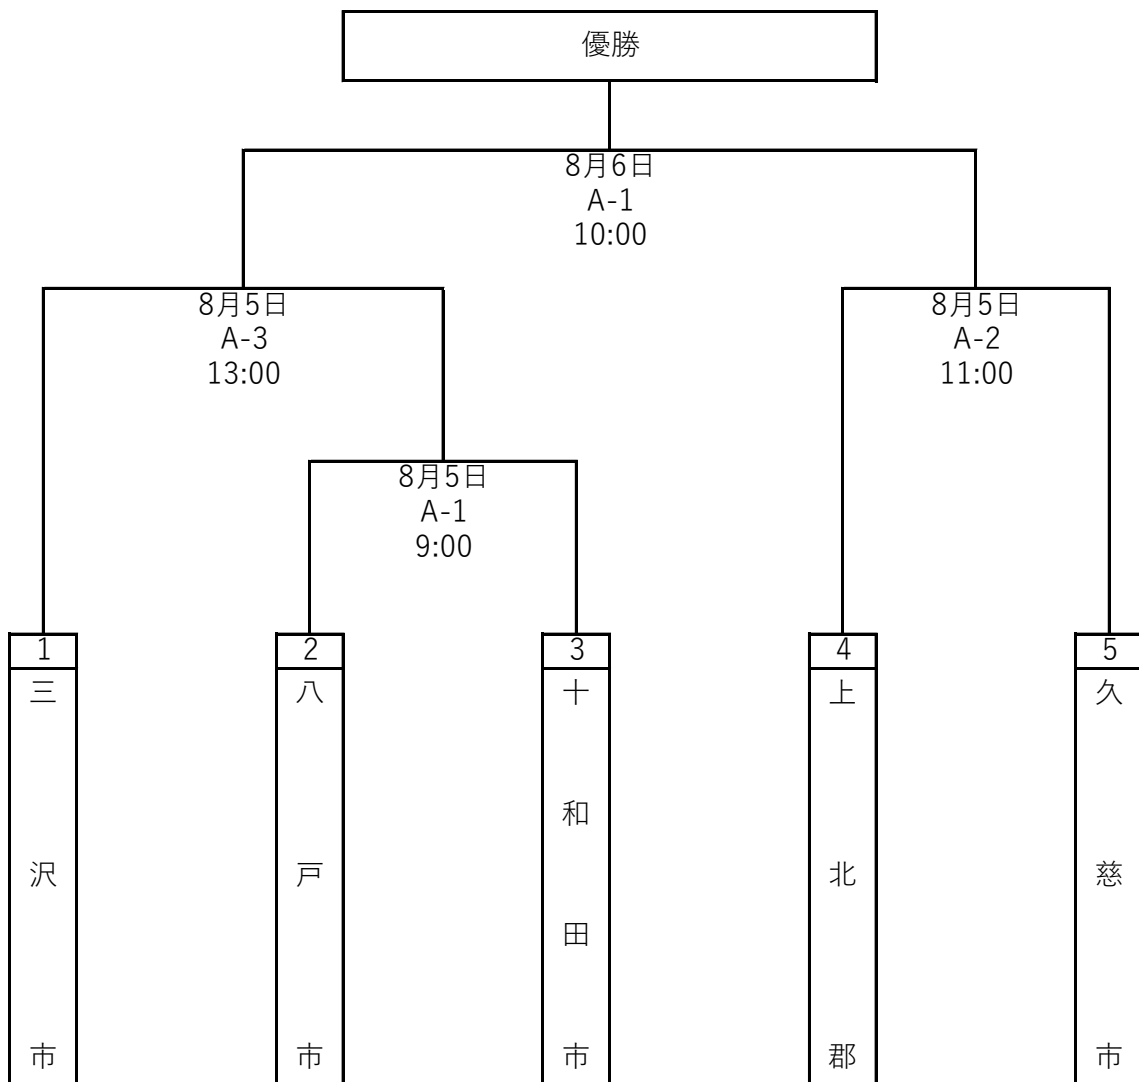 優勝
8月6日
A-1
10:00
8月5日
A-3
13:00
8月5日
A-2
11:00
8月5日
A-1
9:00
1
三沢市
2
八戸市
3
十和田市
4
上北郡
5
久慈市